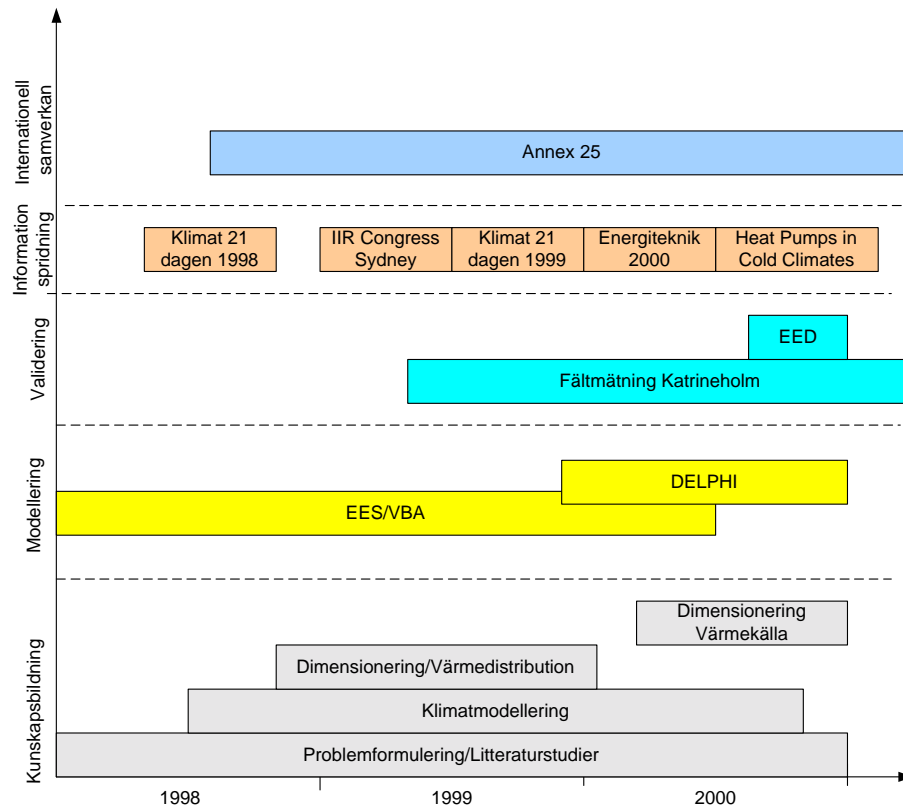 Internationell
samverkan
Annex 25
Information
ispridning
Klimat 21
dagen 1998
IIR Congress
Sydney
Klimat 21
dagen 1999
Energiteknik
2000
Heat Pumps in
Cold Climates
Validering
EED
Fältmätning Katrineholm
Modellering
DELPHI
EES/VBA
Kunskapsbildning
Dimensionering
Värmekälla
Dimensionering/Värmedistribution
Klimatmodellering
Problemformulering/Litteraturstudier
1998
1999
2000